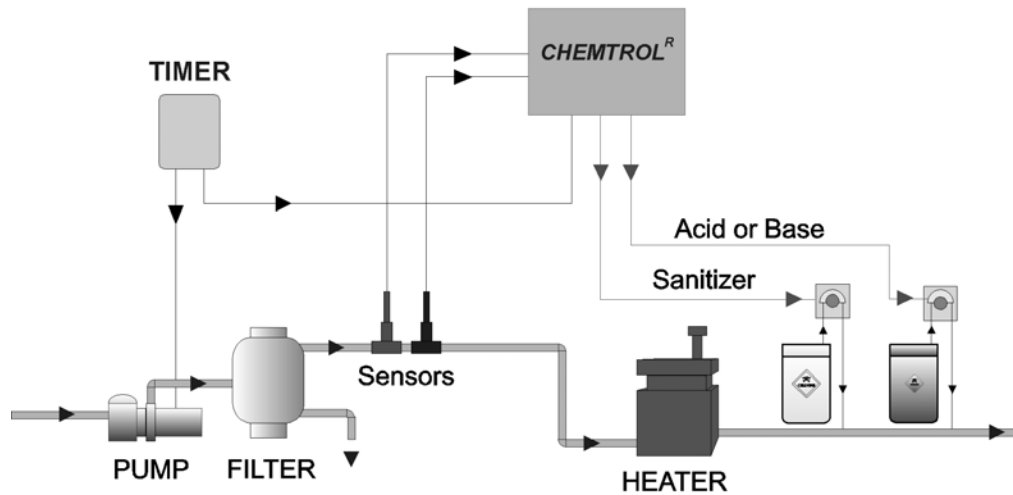 CHEMTROL R
TIMER
Acid or Base
Sanitizer
Sensors
PUMP
FILTER
HEATER